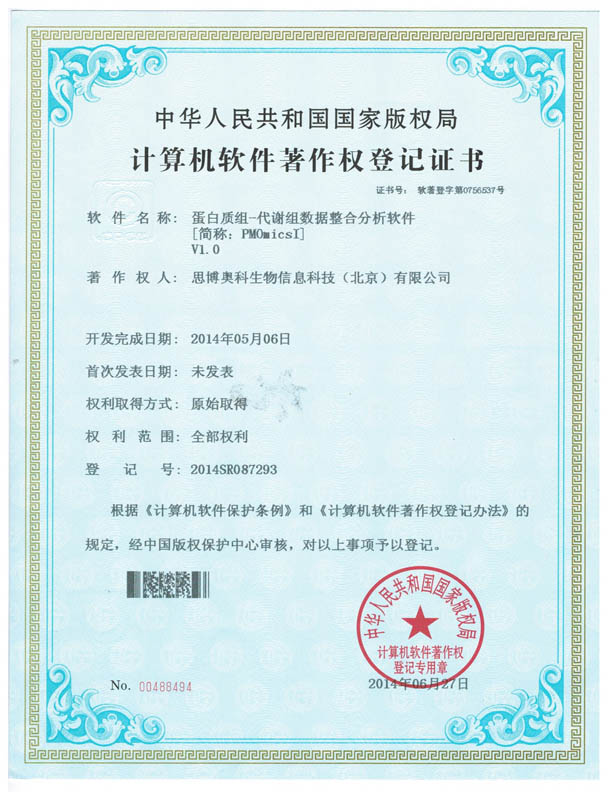 中华人民共和国国家版权局
计算机软件著作权登记证书
证书号： 软著登字第0756537号
软件名称： 蛋白质组-代谢组数据整合分析软件
[简称：PMOmicsI]
V1.0
著作权人： 思博奥科生物信息科技（北京）有限公司
开发完成日期： 2014年05月06日
首次发表日期： 未发表
权利取得方式： 原始取得
权利范围： 全部权利
登记号： 2014SR087293
根据《计算机软件保护条例》和《计算机软件著作权登记办法》的
规定，经中国版权保护中心审核，对以上事项予以登记。
中华人民共和国国家版权局
计算机软件著作权
登记专用章
No. 00488494
2014年06月27日